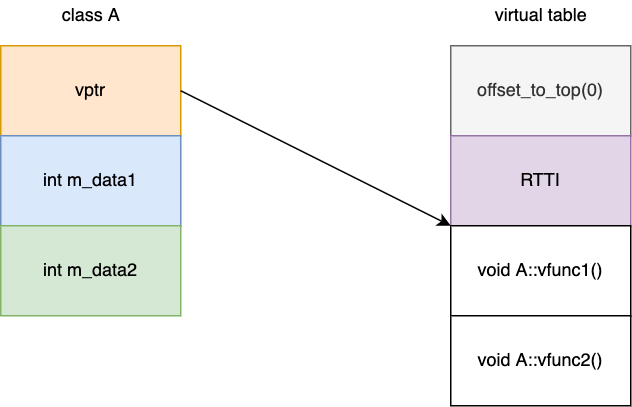 class A
virtual table
vptr
offset_to_top(0)
int m_data1
RTTI
int m_data2
void A::vfunc1()
void A::vfunc2()